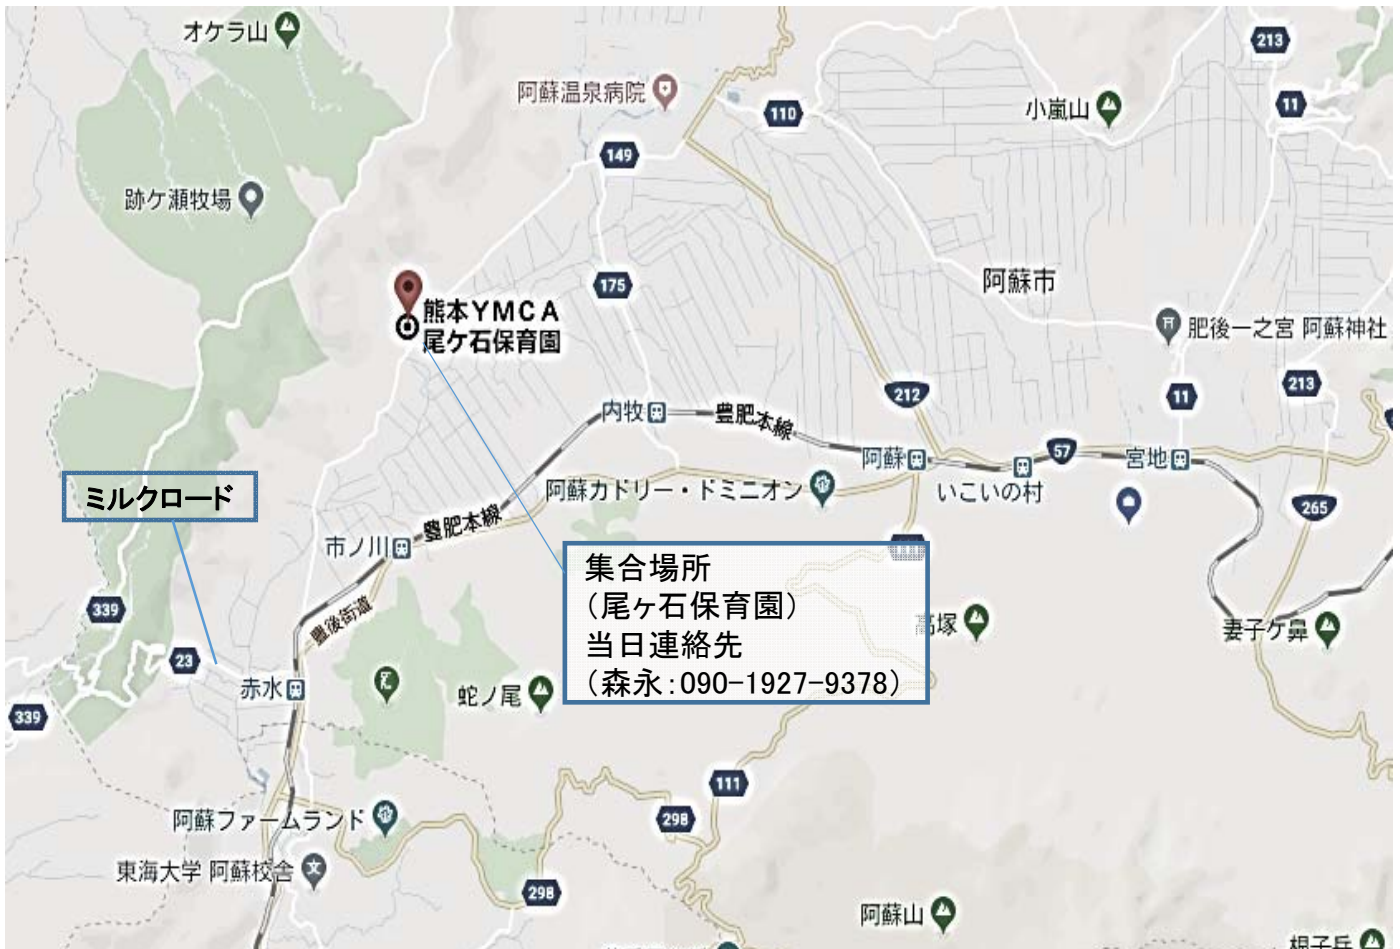 オケラ山
213
阿蘇温泉病院
小嵐山
11
110
149
跡ケ瀬牧場
阿蘇市
175
熊本YMCA
尾ケ石保育園
肥後一之宮 阿蘇神社
213
212
11
内牧
豊肥本線
阿蘇
57
宮地
いこいの村
阿蘇カドリー・ドミニオン
265
ミルクロード
豊肥本線
市ノ川
集合場所
(尾ヶ石保育園)
当日連絡先
(森永:090-1927-9378)
豊後街道
339
高塚
妻子ケ鼻
23
赤水
蛇ノ尾
339
111
阿蘇ファームランド
298
東海大学 阿蘇校舎
298
阿蘇山
根子岳